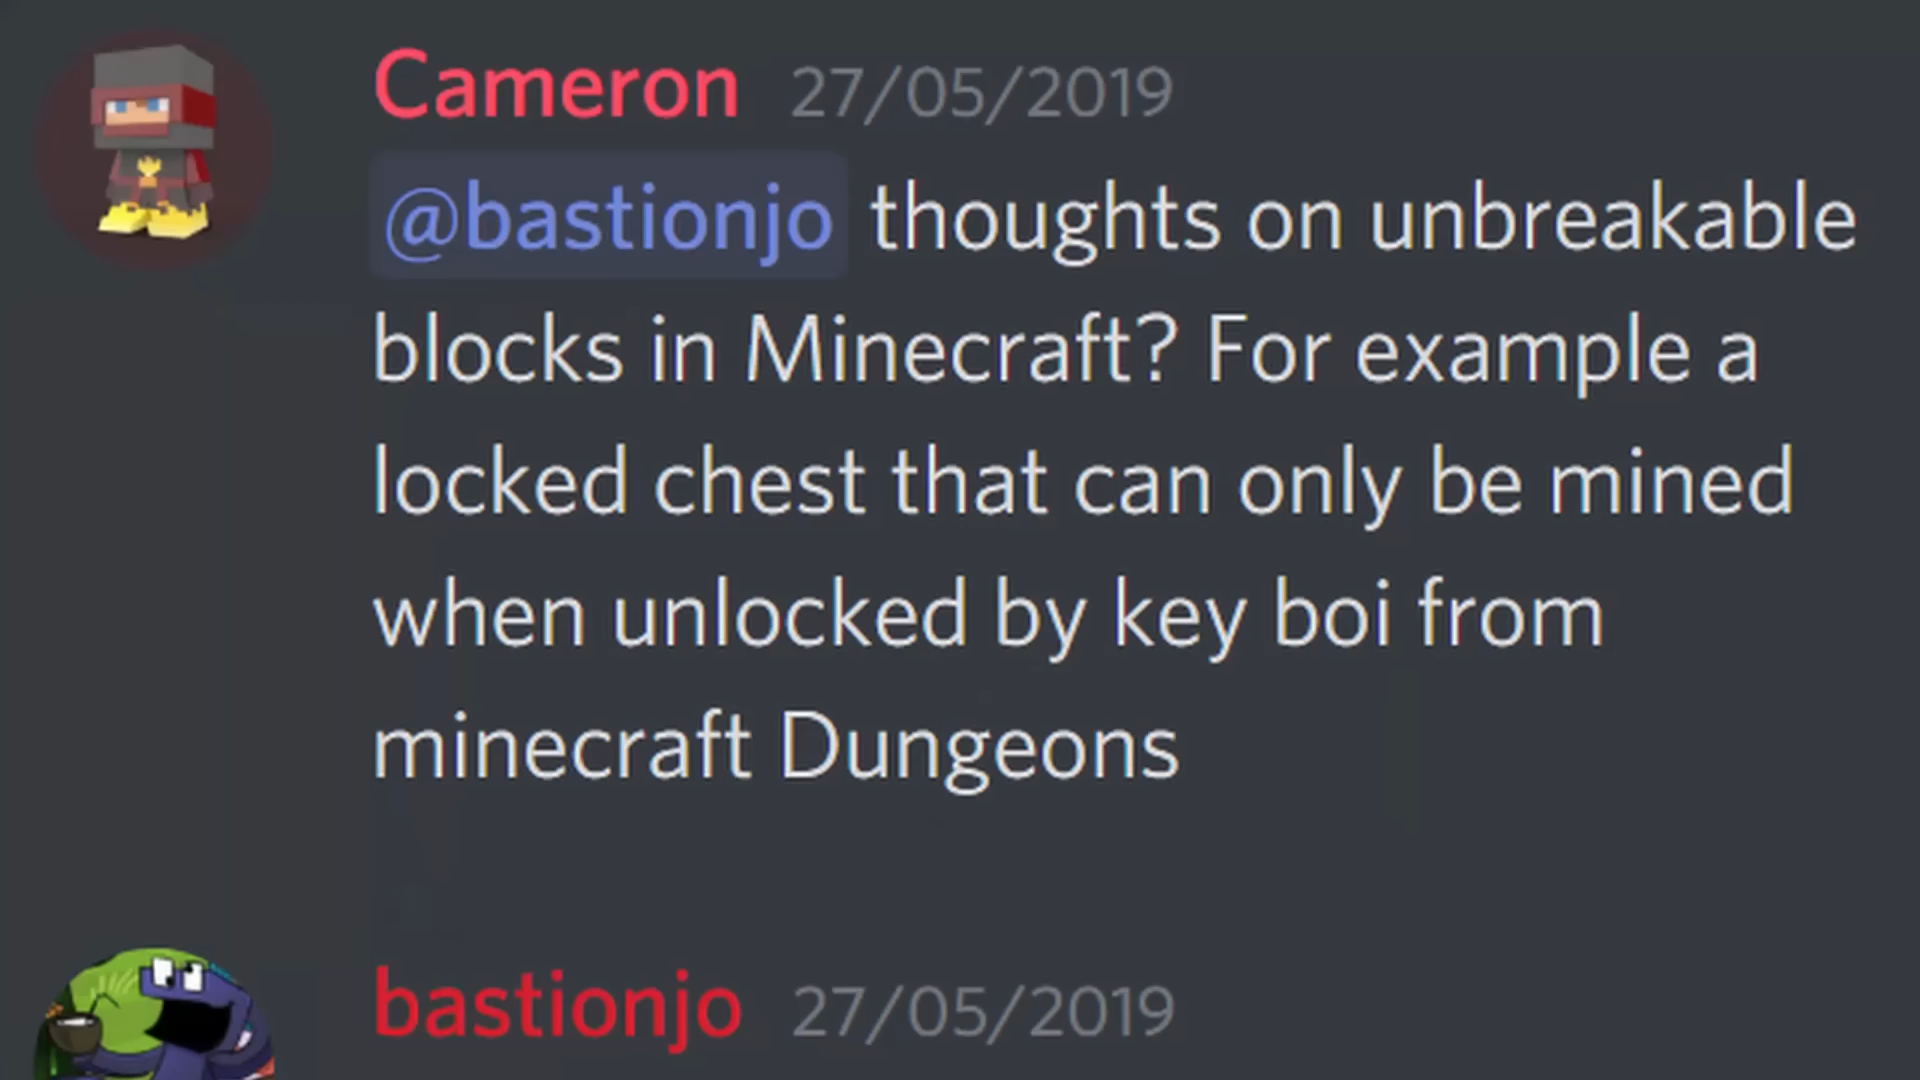 Cameron 27/05/2019
@bastionjo thoughts on unbreakable
blocks in Minecraft? For example a
locked chest that can only be mined
when unlocked by key boi from
minecraft Dungeons
bastionjo 27/05/2019